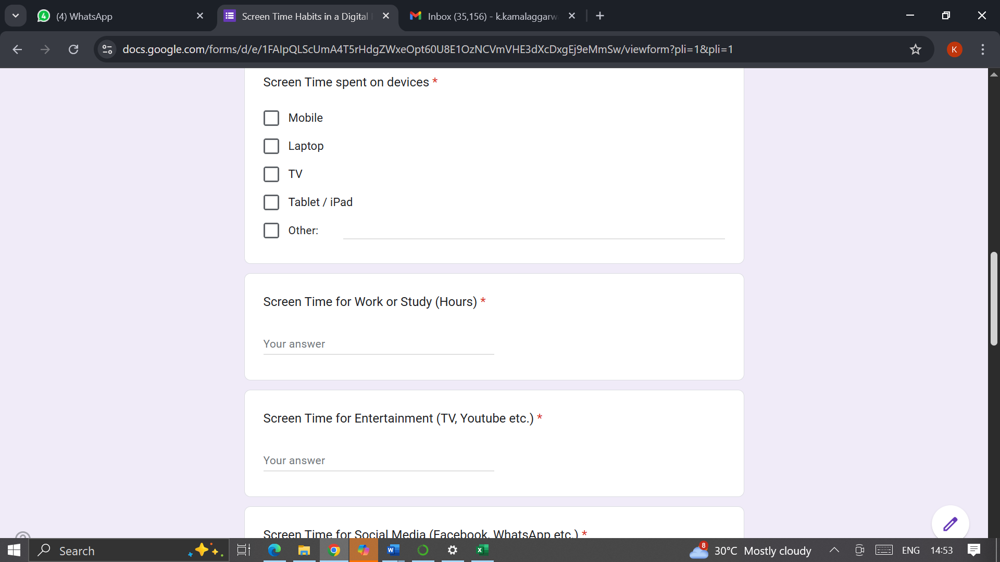 (4) WhatsApp
Screen Time Habits in a Digital
Inbox (35,156) - k.kamalaggarw
docs.google.com/forms/d/e/1FAIpQLScUmA4T5rHdgZWxeOpt60U8E1OzNCVmVHE3dXcDxgEj9eMmSw/viewform?pli=1&pli=1
K
Screen Time spent on devices *
Mobile
Laptop
TV
Tablet / iPad
Other:
Screen Time for Work or Study (Hours) *
Your answer
Screen Time for Entertainment (TV, Youtube etc.) *
Your answer
Screen Time for Social Media (Facebook, WhatsApp etc.) *
Search
8
30°C Mostly cloudy
ENG
14:53